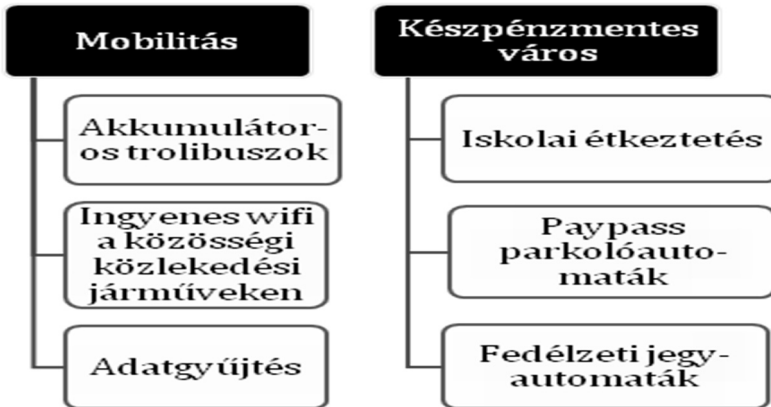 Mobilitás
Akkumulátor-
os trolibuszok
Ingyenes wifi
a közösségi
közlekedési
járműveken
Adatgyűjtés
Készpénzmentes
város
Iskolai étkeztetés
Paypass
parkolóauto-
maták
Fedélzeti jegy-
automaták